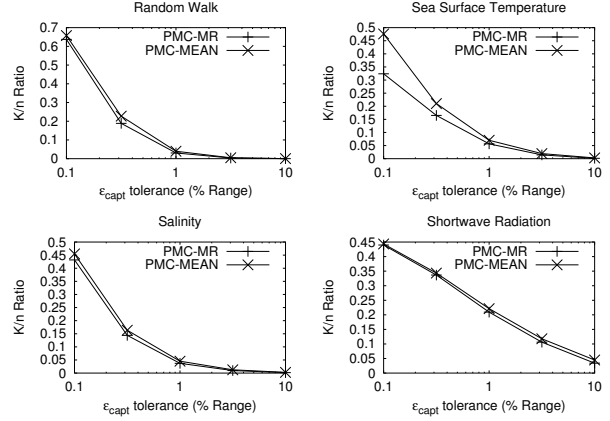 Random Walk
K/n Ratio
0.7
0.6
0.5
0.4
0.3
0.2
0.1
0
PMC-MR
PMC-MEAN
0.1 1 10
εcapt tolerance (% Range)
Sea Surface Temperature
K/n Ratio
0.5
0.45
0.4
0.35
0.3
0.25
0.2
0.15
0.1
0.05
0
PMC-MR
PMC-MEAN
0.1 1 10
εcapt tolerance (% Range)
Salinity
K/n Ratio
0.5
0.45
0.4
0.35
0.3
0.25
0.2
0.15
0.1
0.05
0
PMC-MR
PMC-MEAN
0.1 1 10
εcapt tolerance (% Range)
Shortwave Radiation
K/n Ratio
0.45
0.4
0.35
0.3
0.25
0.2
0.15
0.1
0.05
0
PMC-MR
PMC-MEAN
0.1 1 10
εcapt tolerance (% Range)